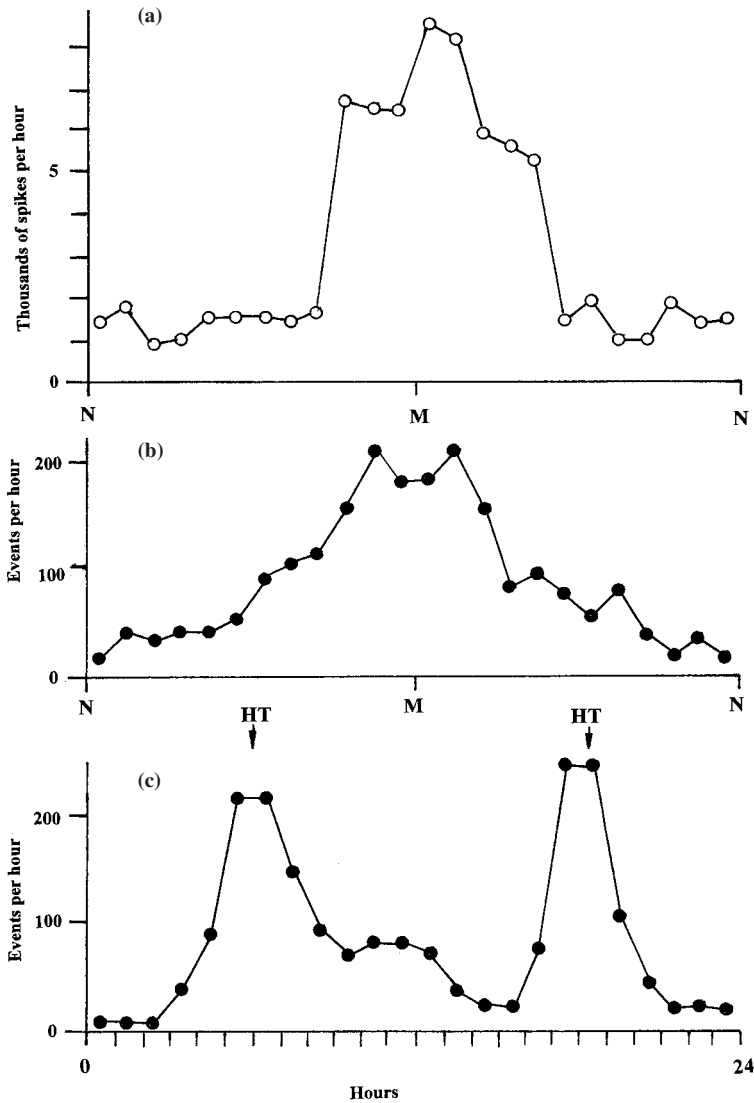 (a)
Thousands of spikes per hour
5
0
N M N
(b)
Events per hour
200
100
0
N M N
HT HT
(c)
Events per hour
200
100
0
0 24
Hours